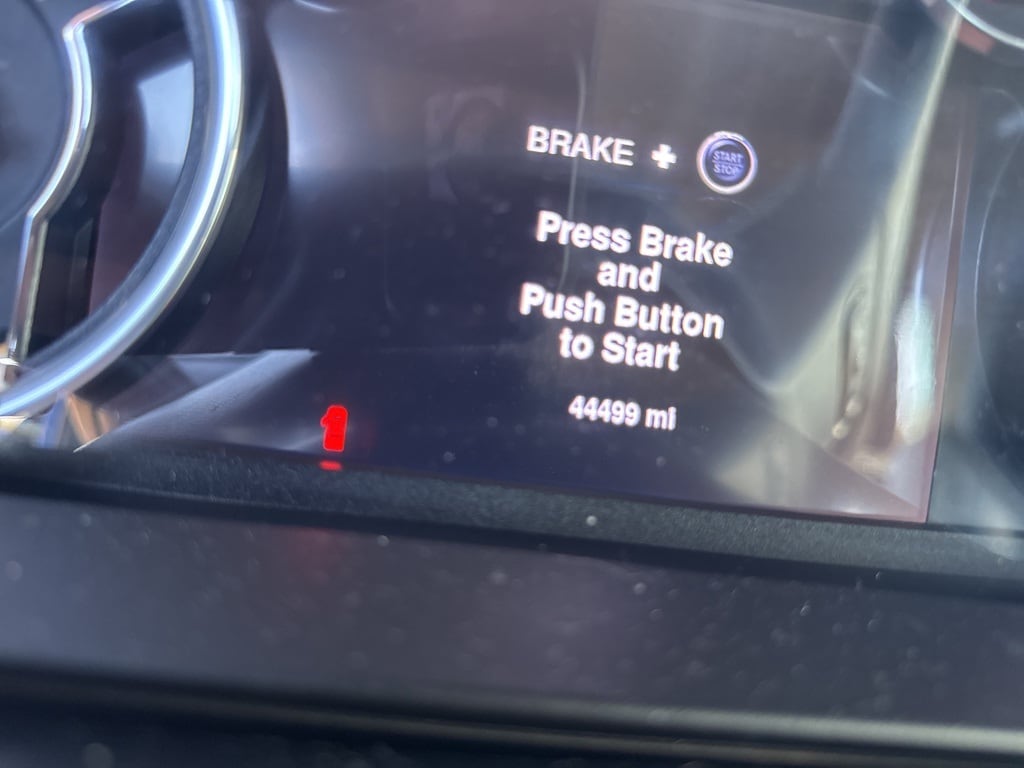 BRAKE + START STOP
Press Brake
and
Push Button
to Start
44499 mi